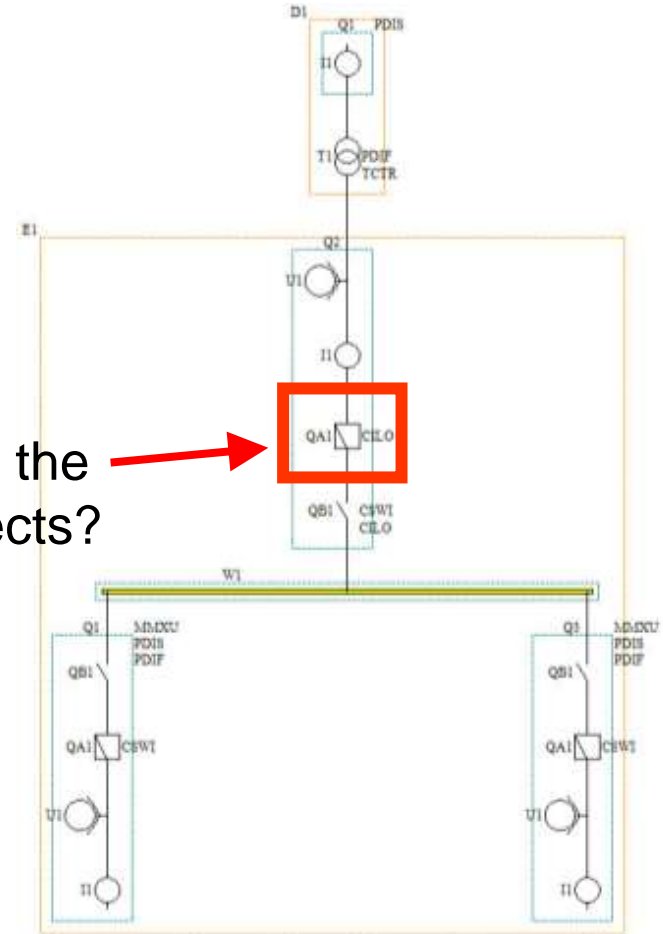 D1
Q1 PDIS
I1
T1 PDIF
TCTR
E1
Q2
U1
I1
QA1 CILO
the
ects?
QB1 CSWI
CILO
W1
Q1 MMXU
PDIS
PDIF
Q3 MMXU
PDIS
PDIF
QB1
QB1
QA1 CSWI
QA1 CSWI
U1
U1
I1
I1